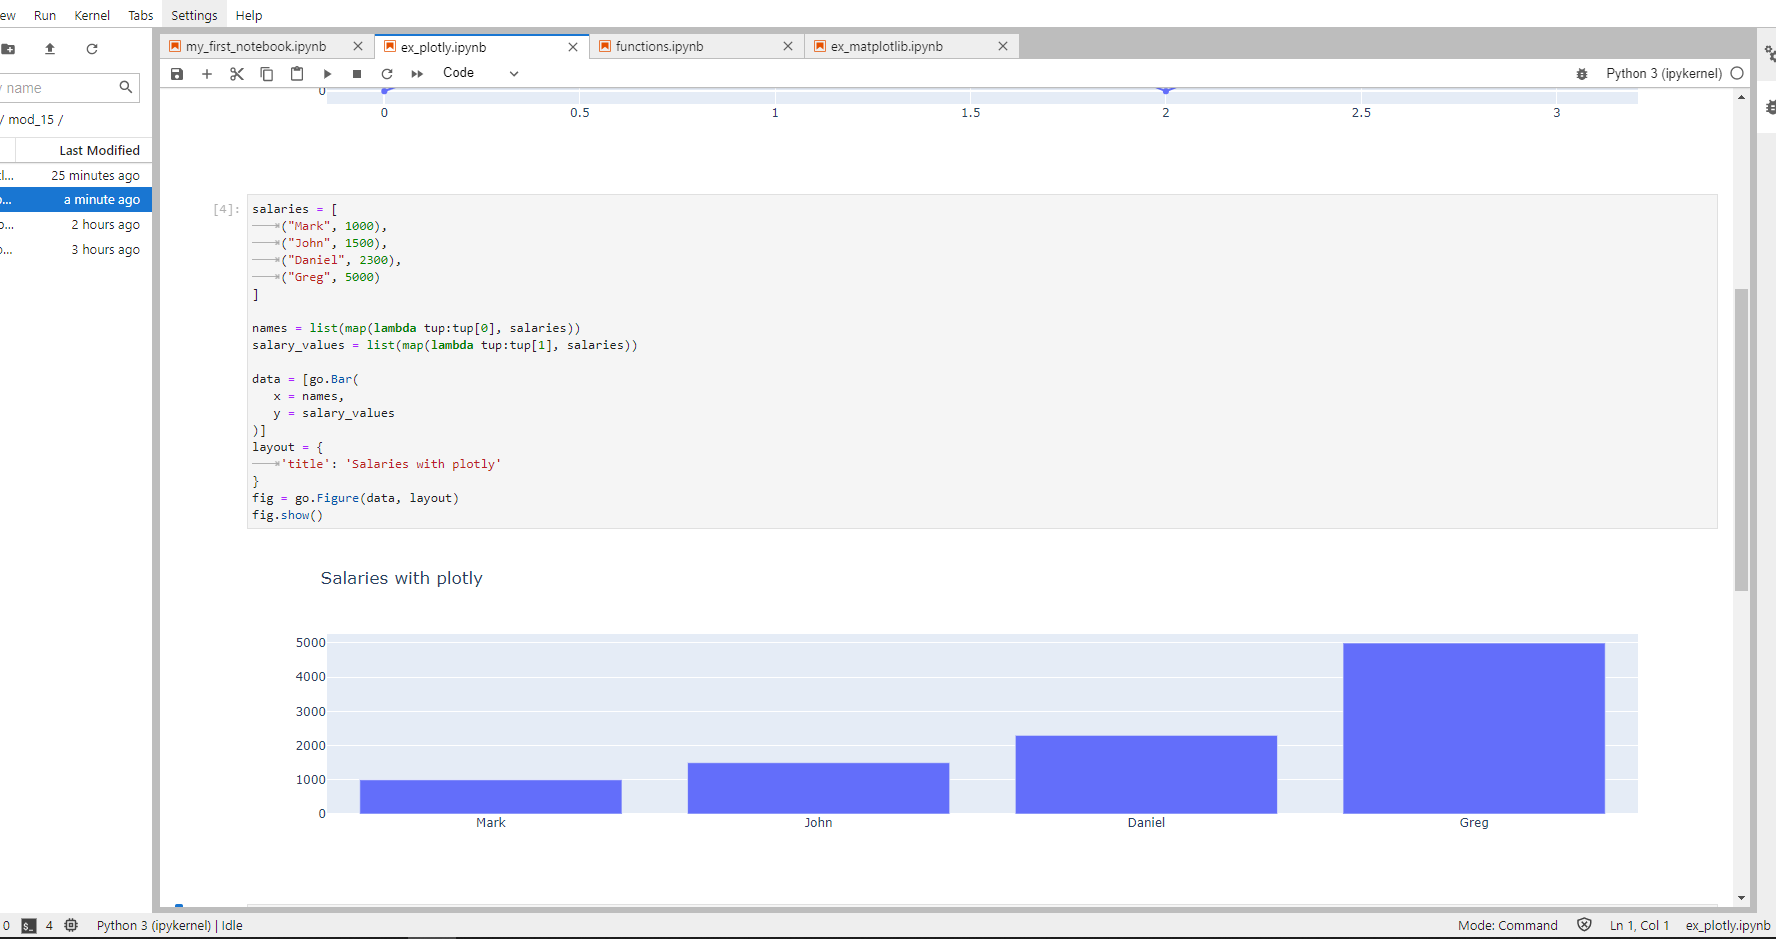 Run Kernel Tabs Settings Help
my_first_notebook.ipynb ex_plotly.ipynb functions.ipynb ex_matplotlib.ipynb
Code Python 3 (ipykernel)
name
/ mod_15 /
Last Modified
25 minutes ago
a minute ago
2 hours ago
3 hours ago
0
0 0.5 1 1.5 2 2.5 3
[4]:
salaries = [
("Mark", 1000),
("John", 1500),
("Daniel", 2300),
("Greg", 5000)
]
names = list(map(lambda tup:tup[0], salaries))
salary_values = list(map(lambda tup:tup[1], salaries))
data = [go.Bar(
x = names,
y = salary_values
)]
layout = {
'title': 'Salaries with plotly'
}
fig = go.Figure(data, layout)
fig.show()
Salaries with plotly
5000
4000
3000
2000
1000
0
Mark John Daniel Greg
0 $_ 4 Python 3 (ipykernel) | Idle Mode: Command Ln 1, Col 1 ex_plotly.ipynb